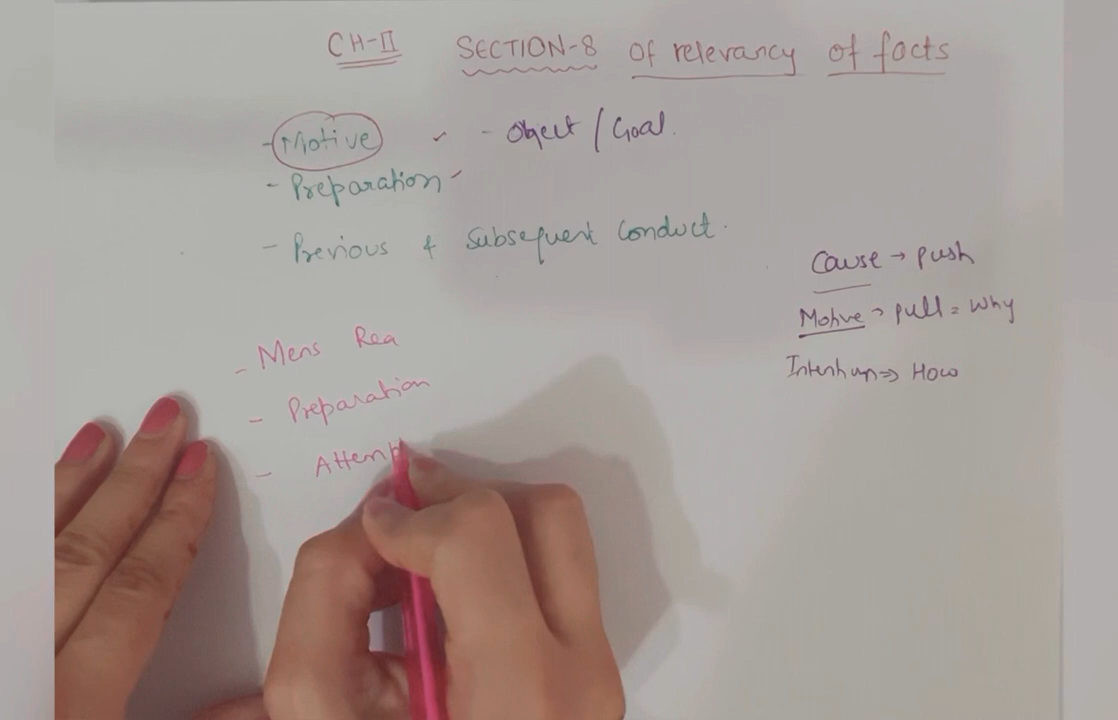 CH-II SECTION-8 Of relevancy of facts
- Motive - Object / Goal.
- Preparation
- Previous & Subsequent Conduct.
Cause → push
Motive → pull = Why
Intention ⇒ How
- Mens Rea
- Preparation
- Attemp